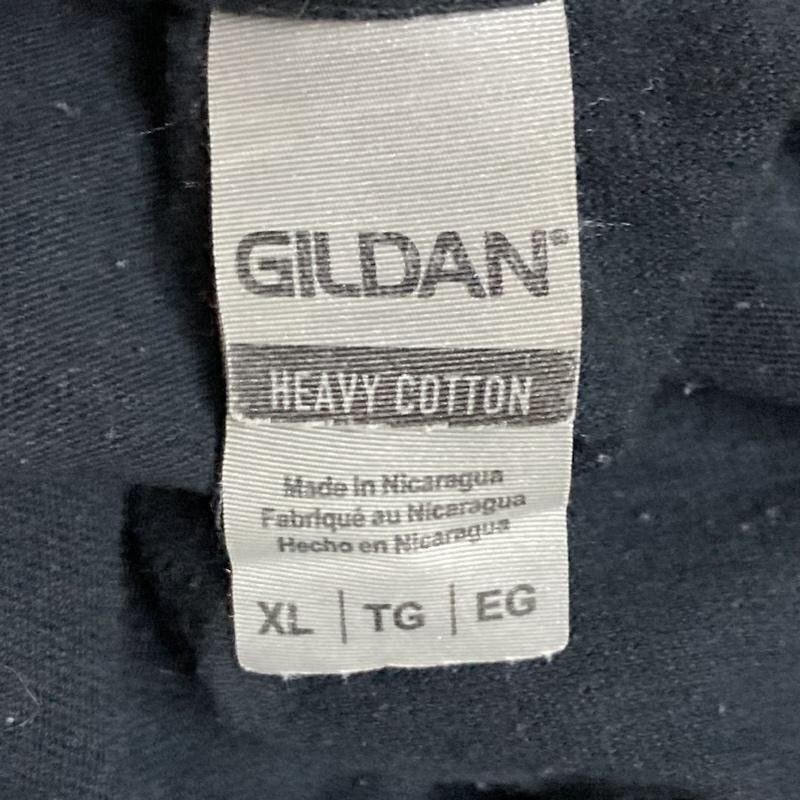 GILDAN®
HEAVY COTTON
Made in Nicaragua
Fabriqué au Nicaragua
Hecho en Nicaragua
XL | TG | EG